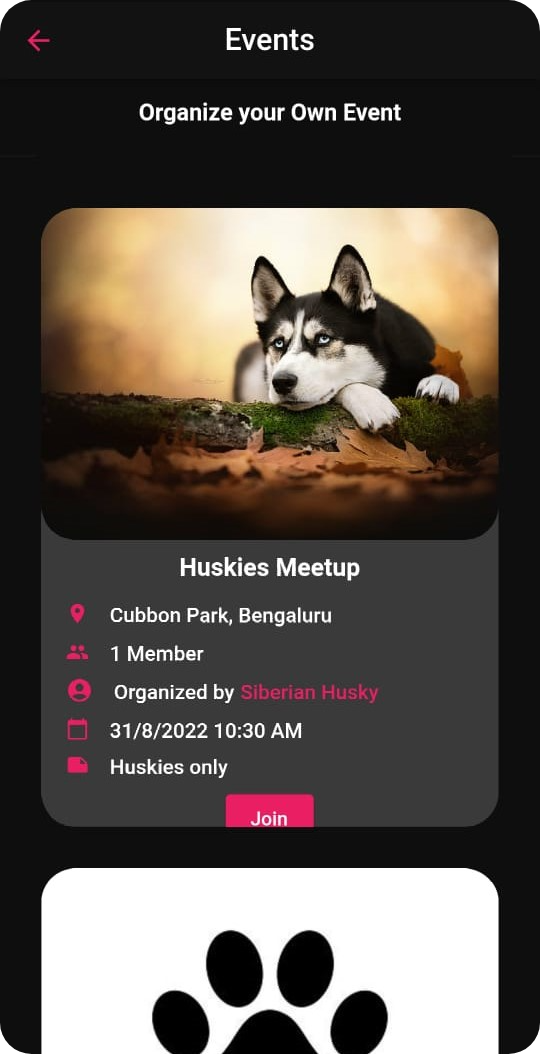 Events
Organize your Own Event
Huskies Meetup
Cubbon Park, Bengaluru
1 Member
Organized by Siberian Husky
31/8/2022 10:30 AM
Huskies only
Join